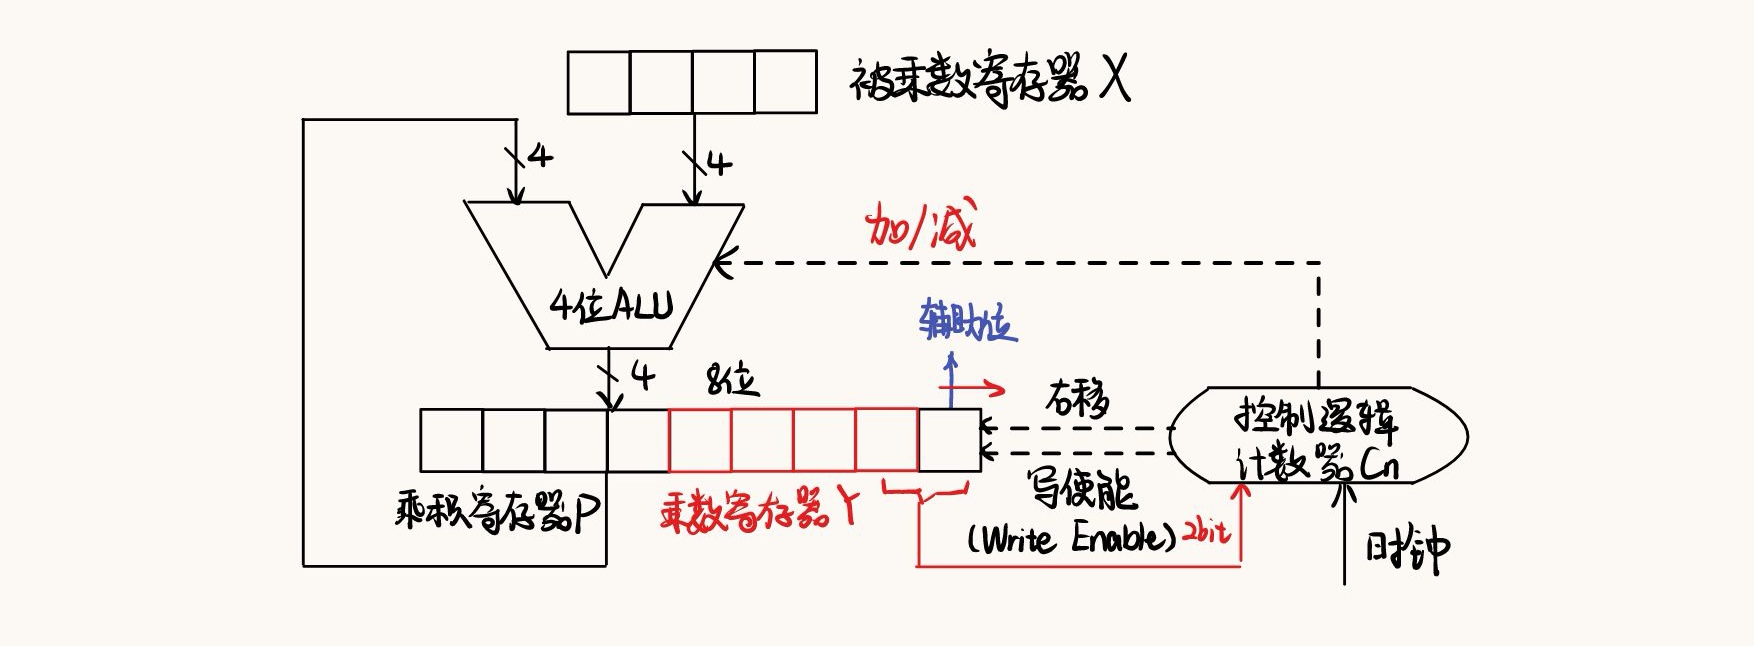 被乘数寄存器X
4
4
加/减
4位ALU
辅助位
4
8位
右移
控制逻辑
计数器Cn
乘积寄存器P
乘数寄存器Y
写使能
(Write Enable)
2bit
时钟